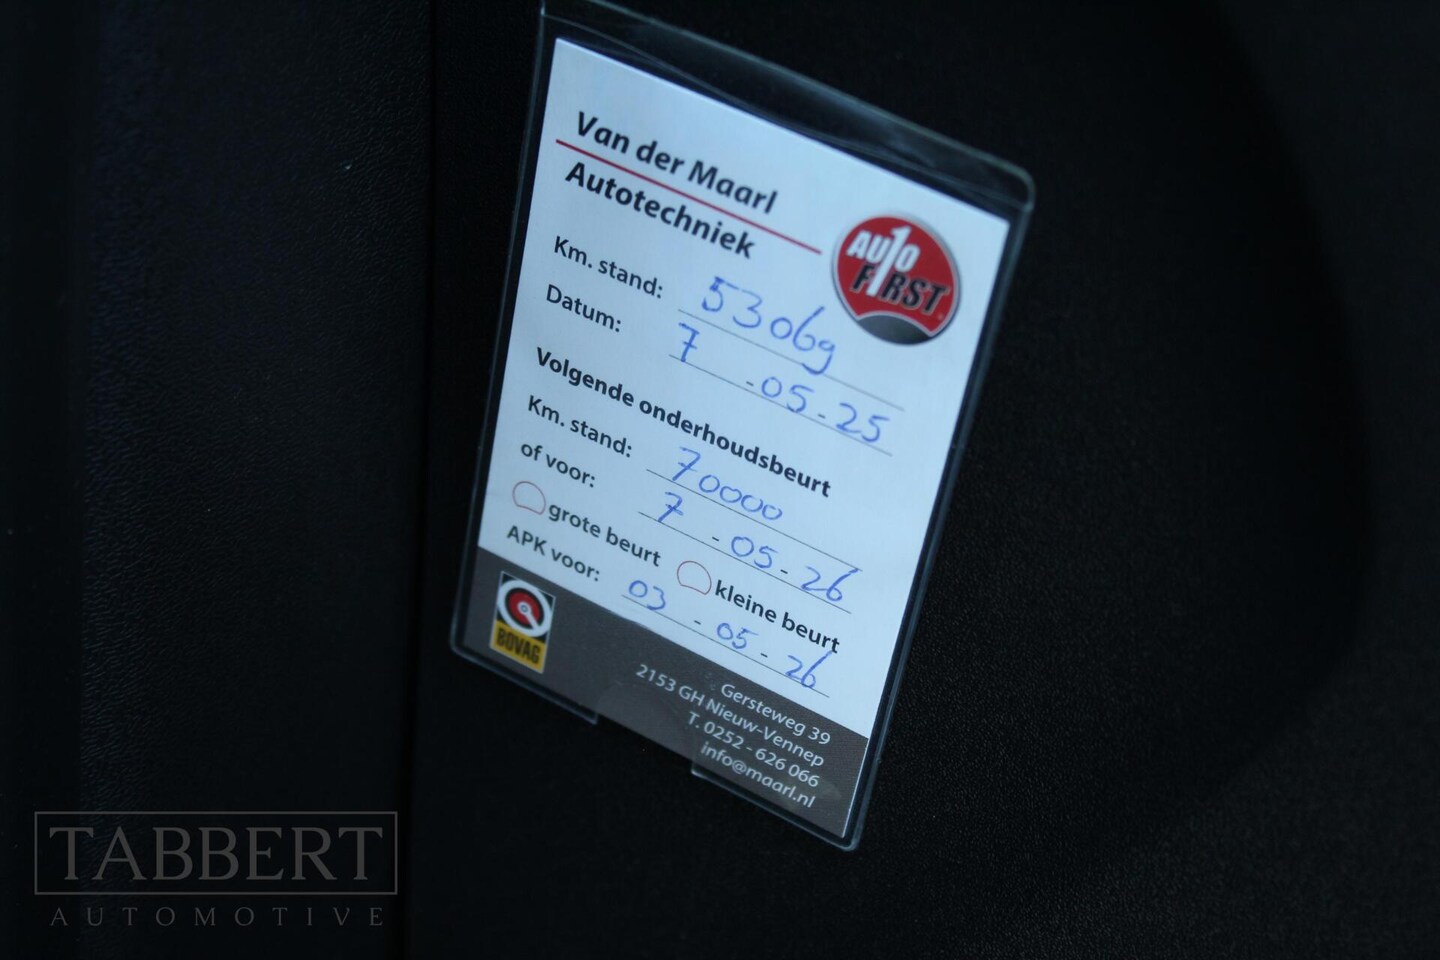 Van der Maarl
Autotechniek
AUTO
FIRST
Km. stand: 53069
Datum: 7 -05-25
Volgende onderhoudsbeurt
Km. stand: 70000
of voor: 7 -05-26
grote beurt kleine beurt
APK voor: 03 -05-26
BOVAG
Gersteweg 39
2153 GH Nieuw-Vennep
T. 0252 - 626 066
info@maarl.nl
TABBERT
AUTOMOTIVE